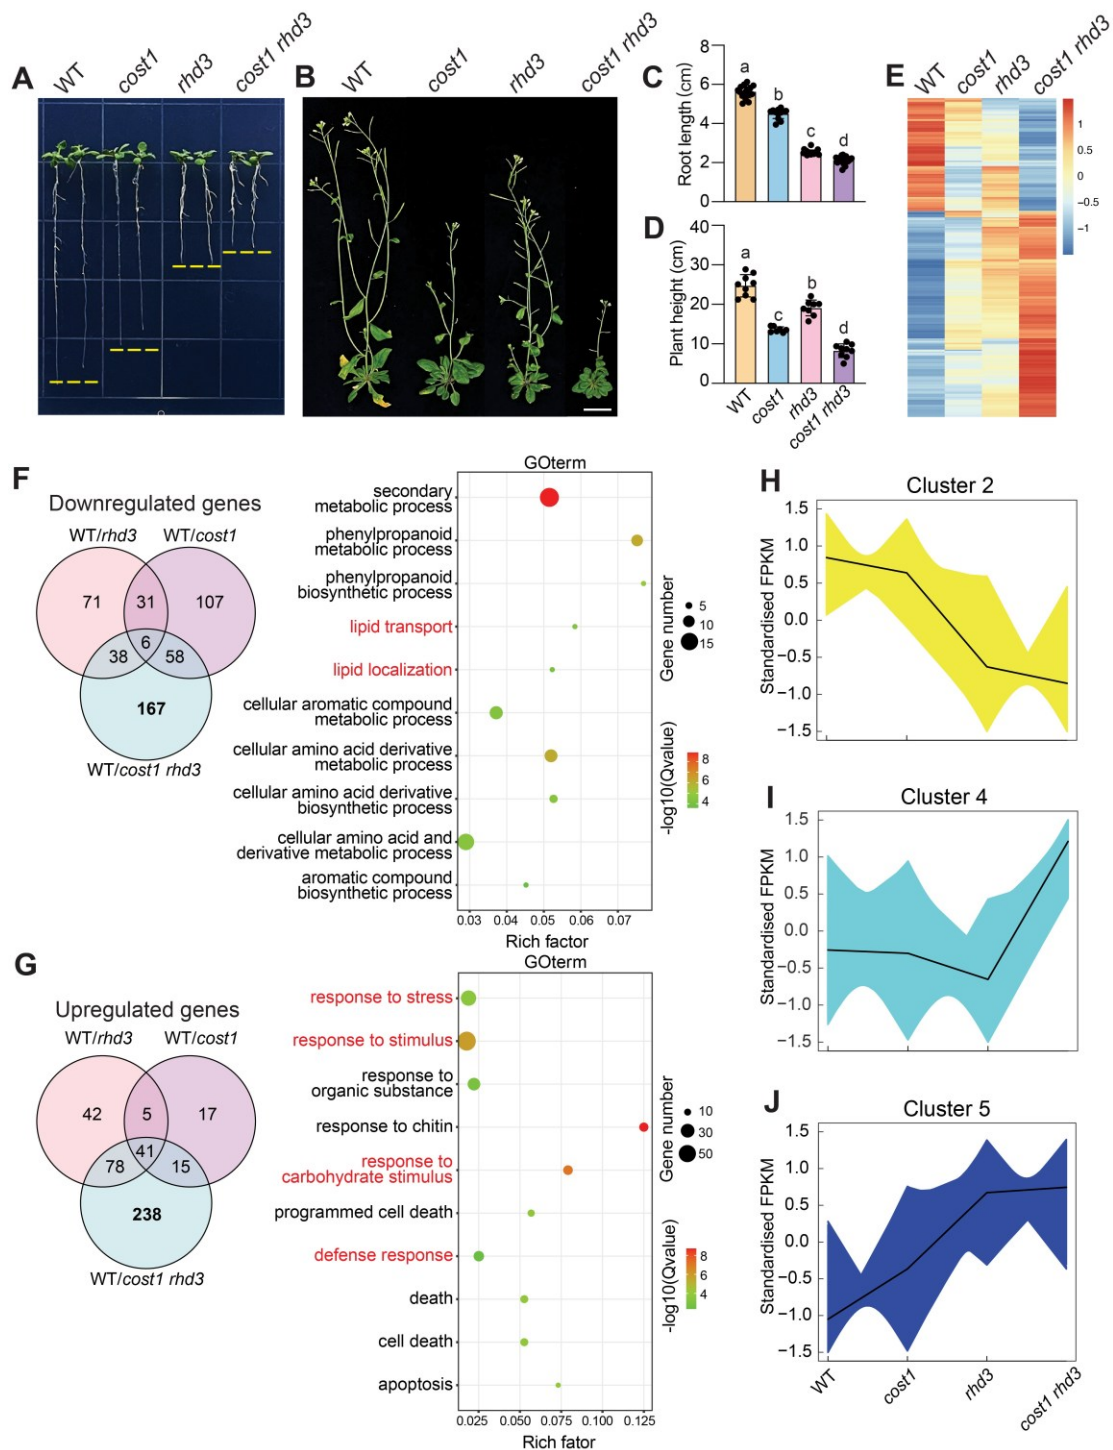 A
WT
cost1
rhd3
cost1 rhd3
B
WT
cost1
rhd3
cost1 rhd3
C
Root length (cm)
8
6
4
2
0
a
b
c
d
D
Plant height (cm)
40
30
20
10
0
a
c
b
d
WT
cost1
rhd3
cost1 rhd3
E
WT
cost1
rhd3
cost1 rhd3
1
0.5
0
−0.5
−1
F
Downregulated genes
WT/rhd3
WT/cost1
71
31
107
6
38
58
167
WT/cost1 rhd3
GOterm
secondary
metabolic process
phenylpropanoid
metabolic process
phenylpropanoid
biosynthetic process
lipid transport
lipid localization
cellular aromatic compound
metabolic process
cellular amino acid derivative
metabolic process
cellular amino acid derivative
biosynthetic process
cellular amino acid and
derivative metabolic process
aromatic compound
biosynthetic process
0.03
0.04
0.05
0.06
0.07
Rich factor
Gene number
5
10
15
-log10(Qvalue)
8
6
4
G
Upregulated genes
WT/rhd3
WT/cost1
42
5
17
41
78
15
238
WT/cost1 rhd3
GOterm
response to stress
response to stimulus
response to
organic substance
response to chitin
response to
carbohydrate stimulus
programmed cell death
defense response
death
cell death
apoptosis
0.025
0.050
0.075
0.100
0.125
Rich fator
Gene number
10
30
50
-log10(Qvalue)
8
6
4
H
Cluster 2
Standardised FPKM
1.5
1.0
0.5
0.0
−0.5
−1.0
−1.5
I
Cluster 4
Standardised FPKM
1.5
1.0
0.5
0.0
−0.5
−1.0
−1.5
J
Cluster 5
Standardised FPKM
1.5
1.0
0.5
0.0
−0.5
−1.0
−1.5
WT
cost1
rhd3
cost1 rhd3